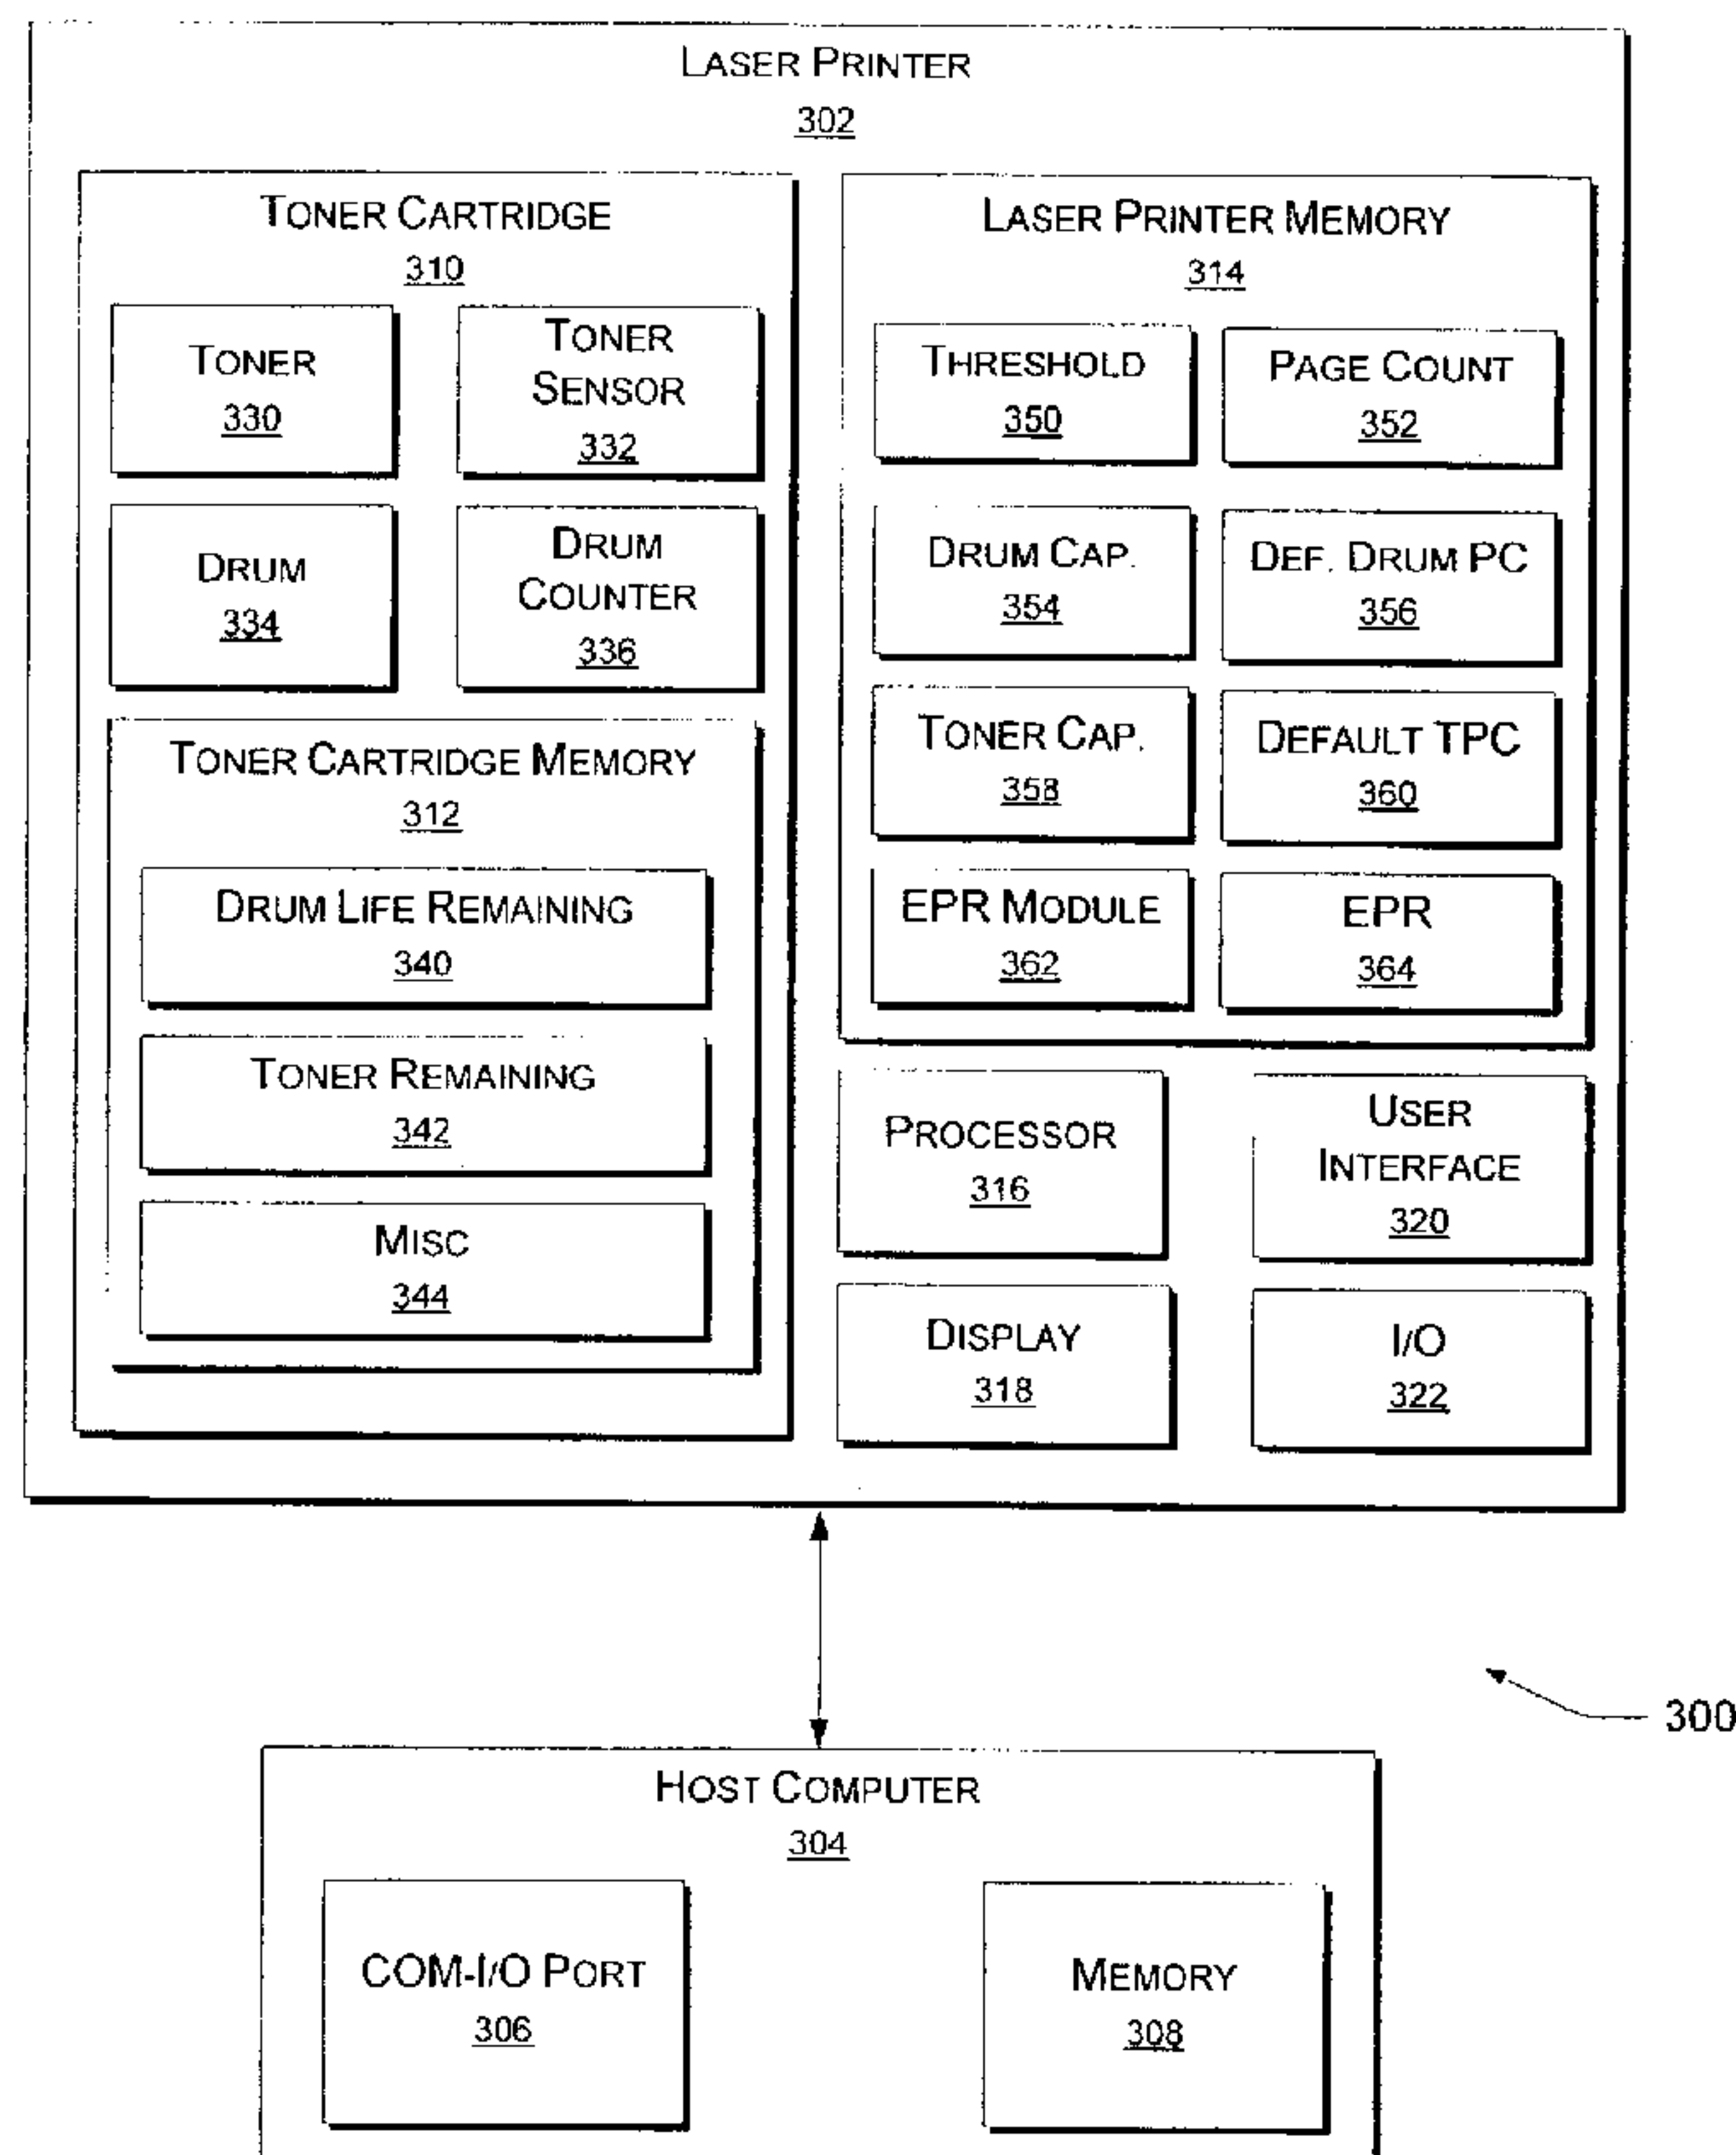 LASER PRINTER
302
TONER CARTRIDGE
310
TONER
330
TONER
SENSOR
332
DRUM
334
DRUM
COUNTER
336
TONER CARTRIDGE MEMORY
312
DRUM LIFE REMAINING
340
TONER REMAINING
342
MISC
344
LASER PRINTER MEMORY
314
THRESHOLD
350
PAGE COUNT
352
DRUM CAP.
354
DEF. DRUM PC
356
TONER CAP.
358
DEFAULT TPC
360
EPR MODULE
362
EPR
364
PROCESSOR
316
USER
INTERFACE
320
DISPLAY
318
I/O
322
300
HOST COMPUTER
304
COM-I/O PORT
306
MEMORY
308